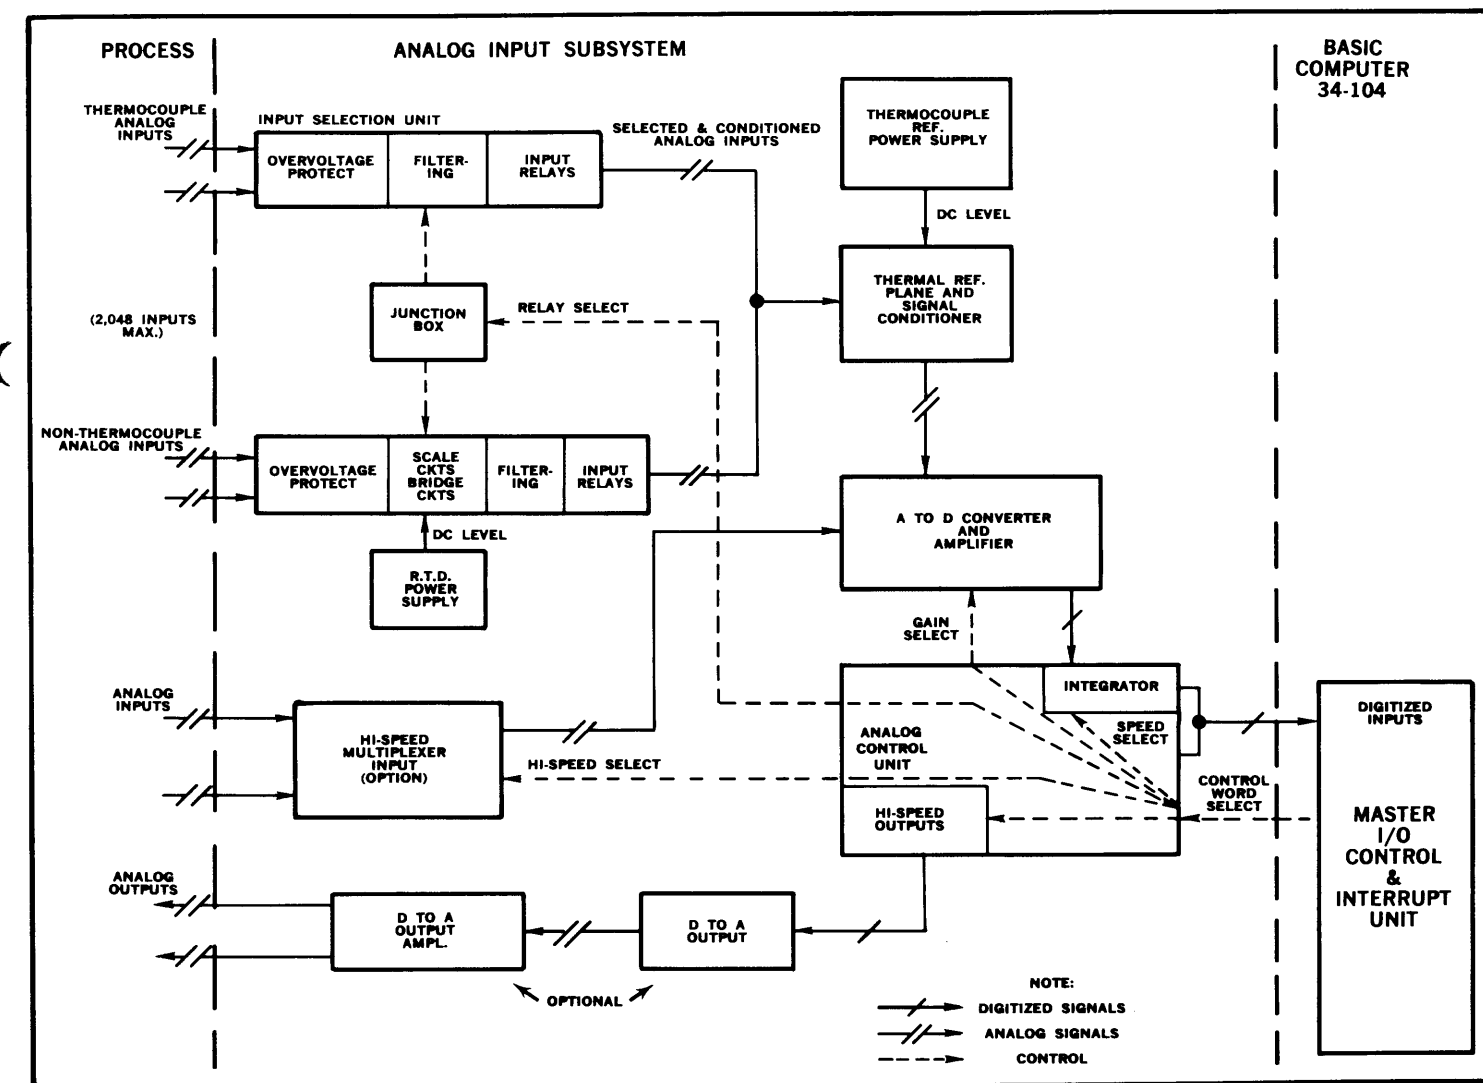 PROCESS
ANALOG INPUT SUBSYSTEM
BASIC
COMPUTER
34-104
THERMOCOUPLE
ANALOG
INPUTS
INPUT SELECTION UNIT
OVERVOLTAGE
PROTECT
FILTER-
ING
INPUT
RELAYS
SELECTED & CONDITIONED
ANALOG INPUTS
THERMOCOUPLE
REF.
POWER SUPPLY
DC LEVEL
THERMAL REF.
PLANE AND
SIGNAL
CONDITIONER
JUNCTION
BOX
RELAY SELECT
(2,048 INPUTS
MAX.)
NON-THERMOCOUPLE
ANALOG INPUTS
OVERVOLTAGE
PROTECT
SCALE
CKTS
BRIDGE
CKTS
FILTER-
ING
INPUT
RELAYS
DC LEVEL
R.T.D.
POWER
SUPPLY
A TO D CONVERTER
AND
AMPLIFIER
GAIN
SELECT
INTEGRATOR
SPEED
SELECT
ANALOG
CONTROL
UNIT
HI-SPEED
OUTPUTS
ANALOG
INPUTS
HI-SPEED
MULTIPLEXER
INPUT
(OPTION)
HI-SPEED SELECT
CONTROL
WORD
SELECT
DIGITIZED
INPUTS
MASTER
I/O
CONTROL
&
INTERRUPT
UNIT
ANALOG
OUTPUTS
D TO A
OUTPUT
AMPL.
D TO A
OUTPUT
OPTIONAL
NOTE:
DIGITIZED SIGNALS
ANALOG SIGNALS
CONTROL